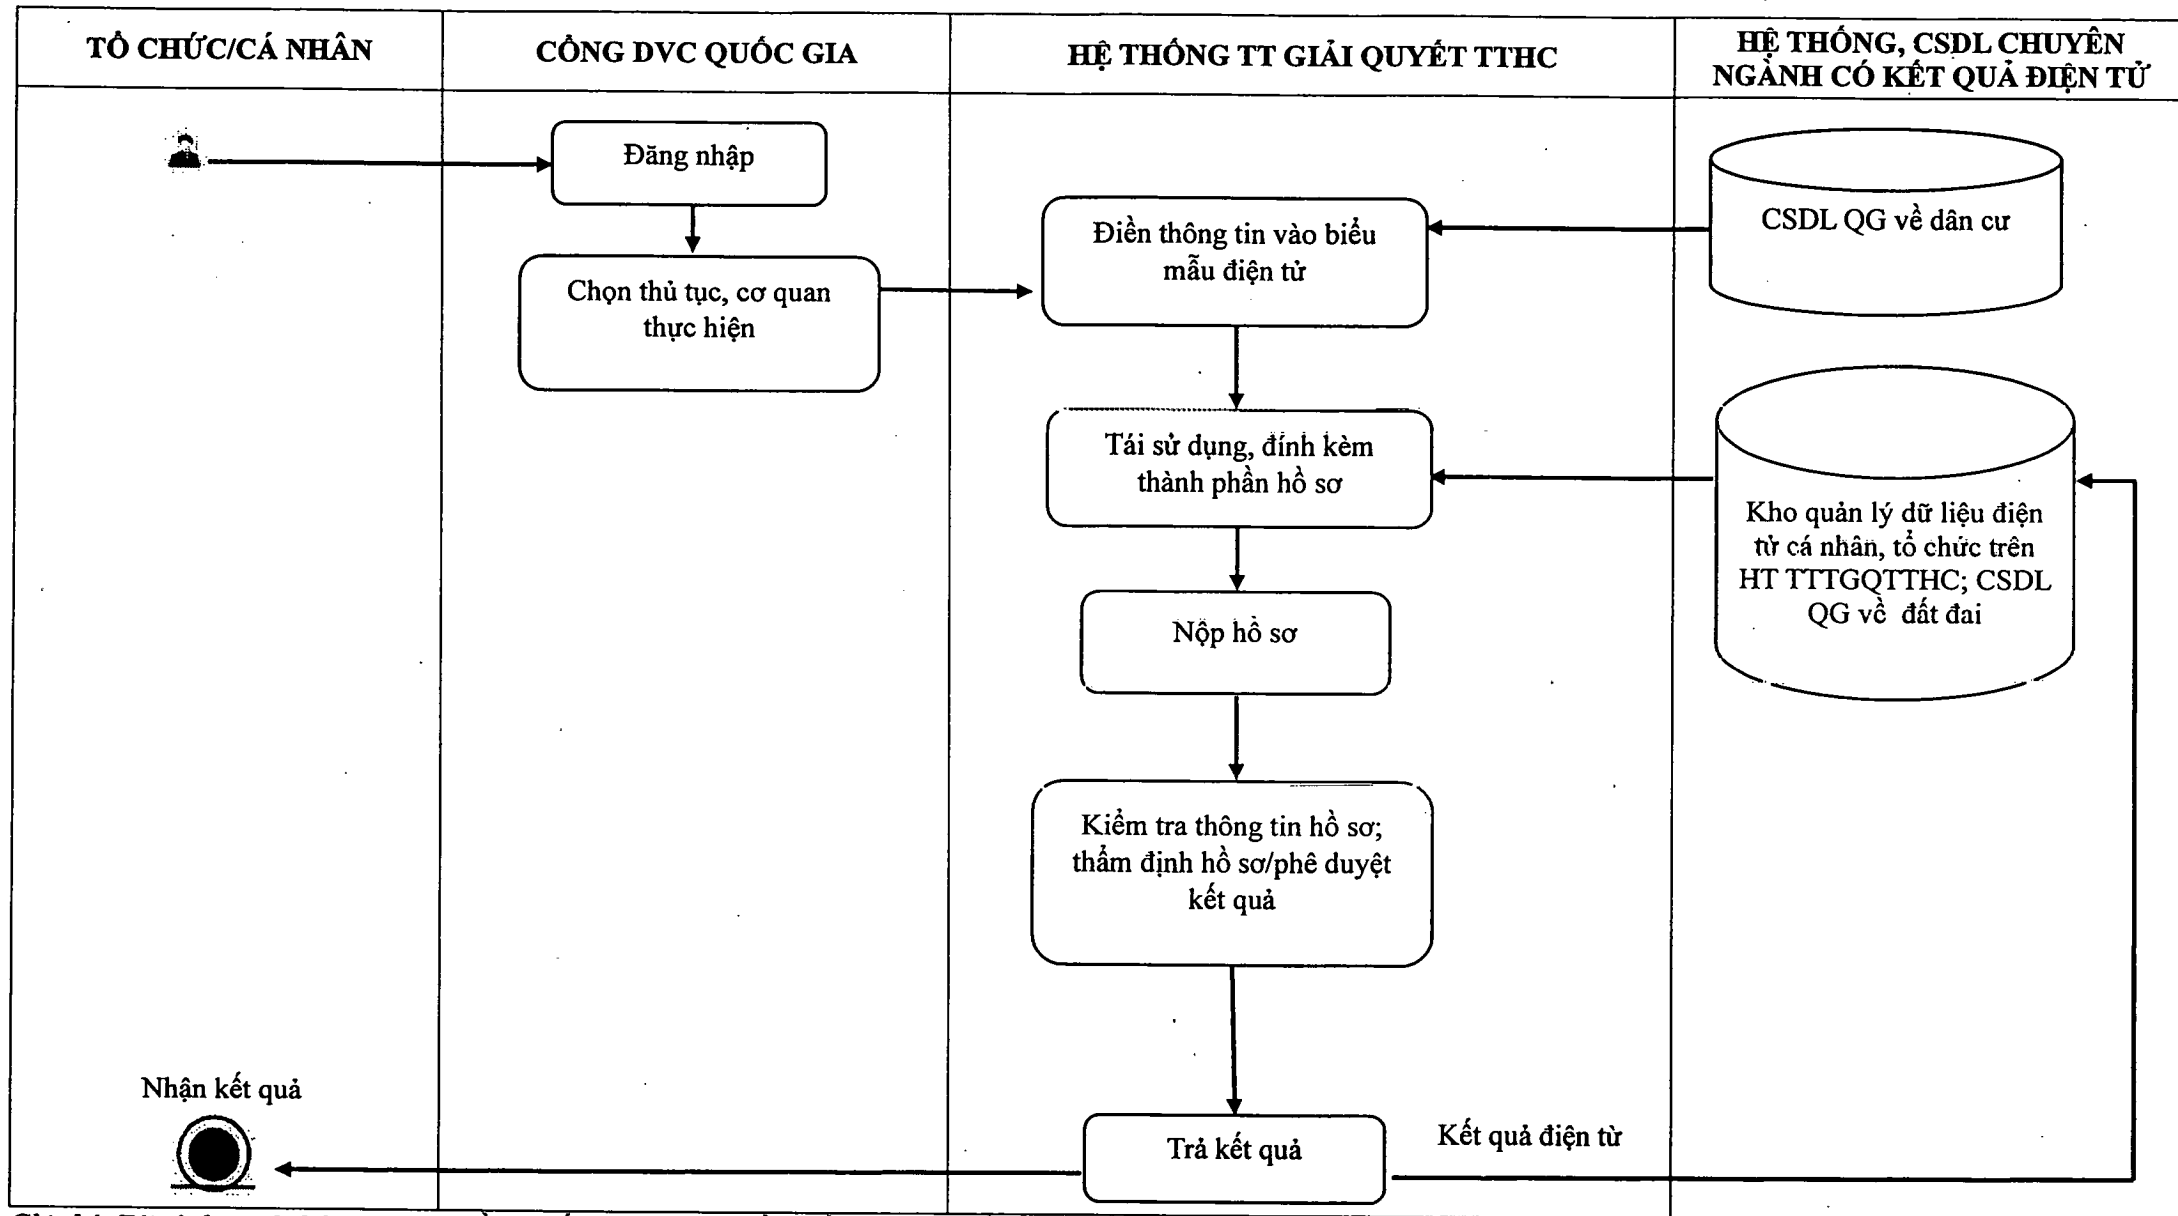 TỔ CHỨC/CÁ NHÂN
CỔNG DVC QUỐC GIA
HỆ THỐNG TT GIẢI QUYẾT TTHC
HỆ THỐNG, CSDL CHUYÊN
NGÀNH CÓ KẾT QUẢ ĐIỆN TỬ
Đăng nhập
Chọn thủ tục, cơ quan
thực hiện
Điền thông tin vào biểu
mẫu điện tử
CSDL QG về dân cư
Tái sử dụng, đính kèm
thành phần hồ sơ
Kho quản lý dữ liệu điện
tử cá nhân, tổ chức trên
HT TTTGQTTHC; CSDL
QG về đất đai
Nộp hồ sơ
Kiểm tra thông tin hồ sơ;
thẩm định hồ sơ/phê duyệt
kết quả
Nhận kết quả
Trả kết quả
Kết quả điện từ